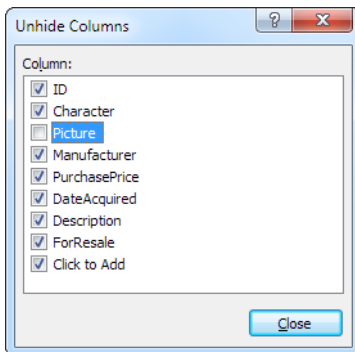 Unhide Columns
Column:
ID
Character
Picture
Manufacturer
PurchasePrice
DateAcquired
Description
ForResale
Click to Add
Close